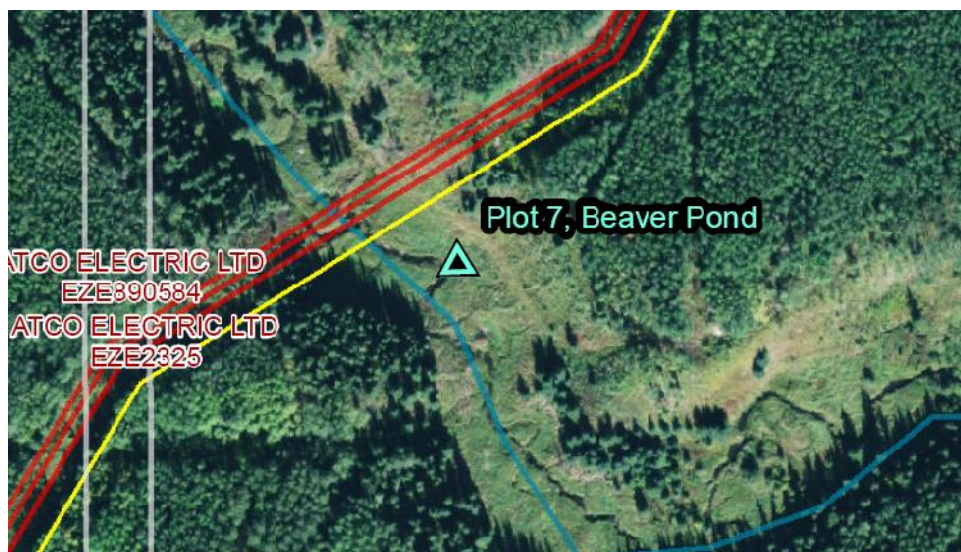 Plot 7, Beaver Pond
ATCO ELECTRIC LTD
EZE890584
ATCO ELECTRIC LTD
EZE2325